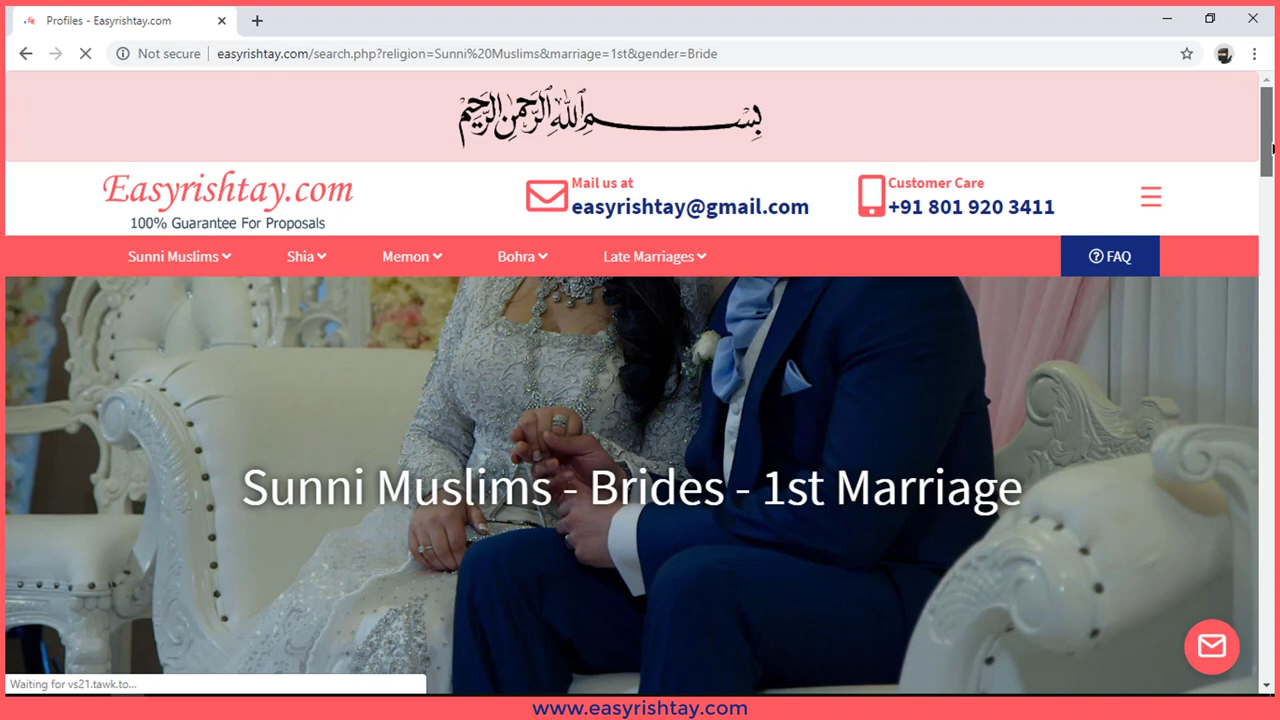 Profiles - Easyrishtay.com
Not secure
easyrishtay.com/search.php?religion=Sunni%20Muslims&marriage=1st&gender=Bride
بسم الله الرحمن الرحيم
Easyrishtay.com
100% Guarantee For Proposals
Mail us at
easyrishtay@gmail.com
Customer Care
+91 801 920 3411
Sunni Muslims
Shia
Memon
Bohra
Late Marriages
FAQ
Sunni Muslims - Brides - 1st Marriage
Waiting for vs21.tawk.to...
www.easyrishtay.com